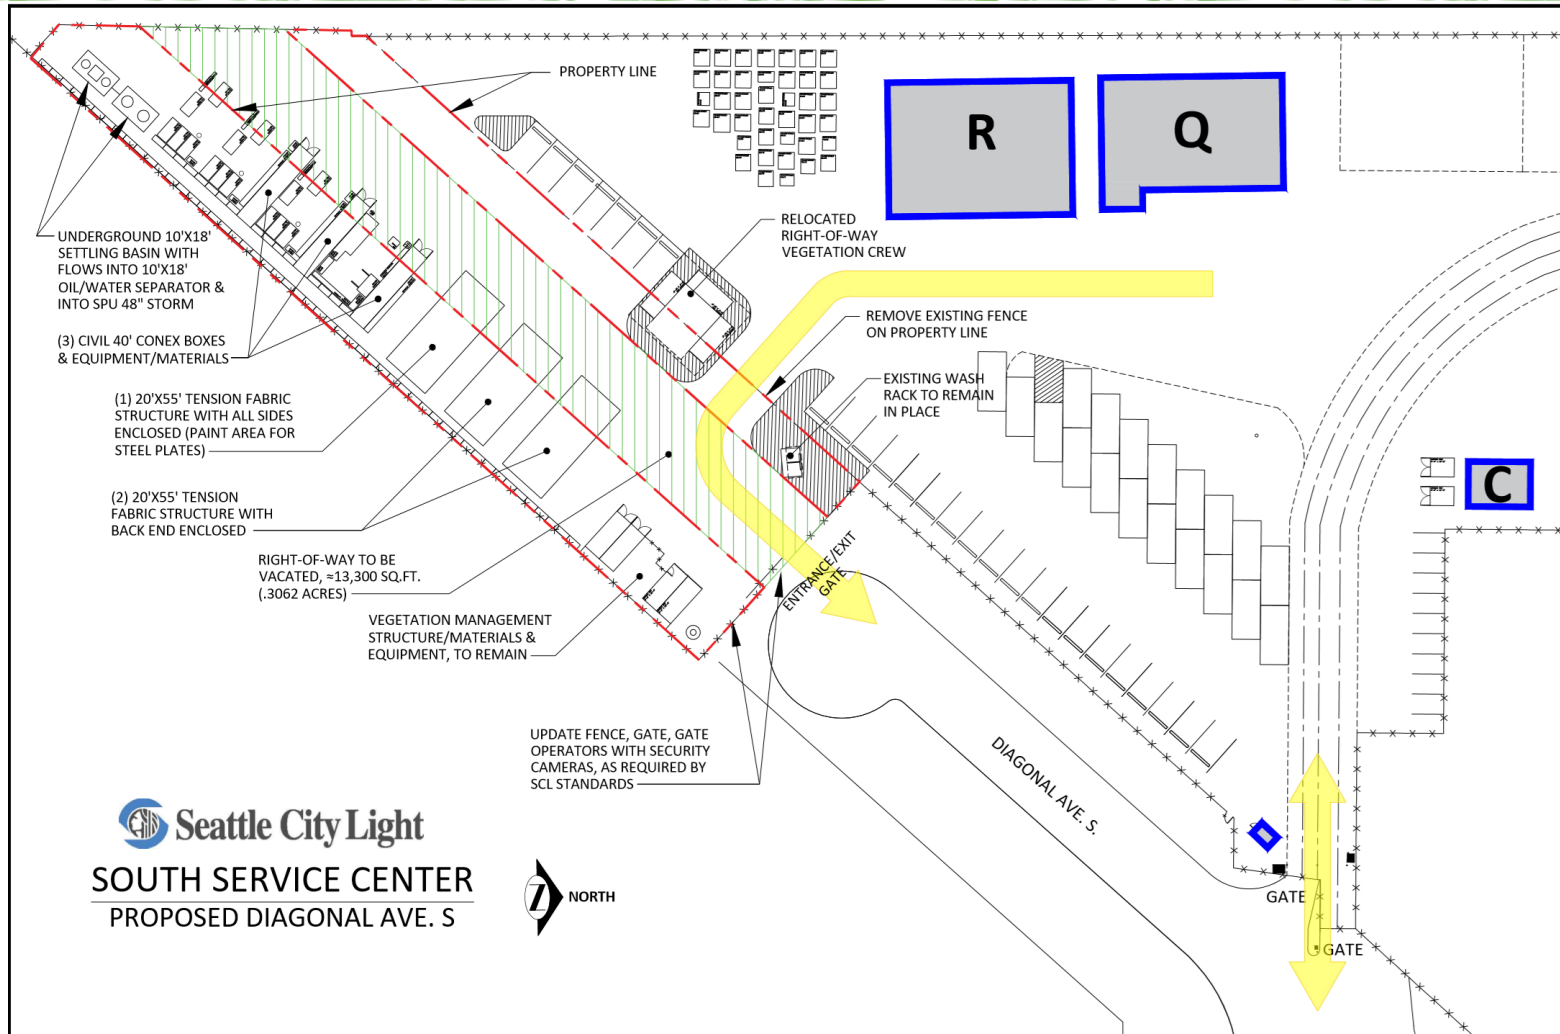 PROPERTY LINE
R
Q
RELOCATED
RIGHT-OF-WAY
VEGETATION CREW
UNDERGROUND 10'X18'
SETTLING BASIN WITH
FLOWS INTO 10'X18'
OIL/WATER SEPARATOR &
INTO SPU 48" STORM
(3) CIVIL 40' CONEX BOXES
& EQUIPMENT/MATERIALS
REMOVE EXISTING FENCE
ON PROPERTY LINE
EXISTING WASH
RACK TO REMAIN
IN PLACE
(1) 20'X55' TENSION FABRIC
STRUCTURE WITH ALL SIDES
ENCLOSED (PAINT AREA FOR
STEEL PLATES)
C
(2) 20'X55' TENSION
FABRIC STRUCTURE WITH
BACK END ENCLOSED
RIGHT-OF-WAY TO BE
VACATED, ≈13,300 SQ.FT.
(.3062 ACRES)
ENTRANCE/EXIT
GATE
VEGETATION MANAGEMENT
STRUCTURE/MATERIALS &
EQUIPMENT, TO REMAIN
UPDATE FENCE, GATE, GATE
OPERATORS WITH SECURITY
CAMERAS, AS REQUIRED BY
SCL STANDARDS
DIAGONAL AVE. S.
Seattle City Light
SOUTH SERVICE CENTER
PROPOSED DIAGONAL AVE. S
Z
NORTH
GATE
GATE